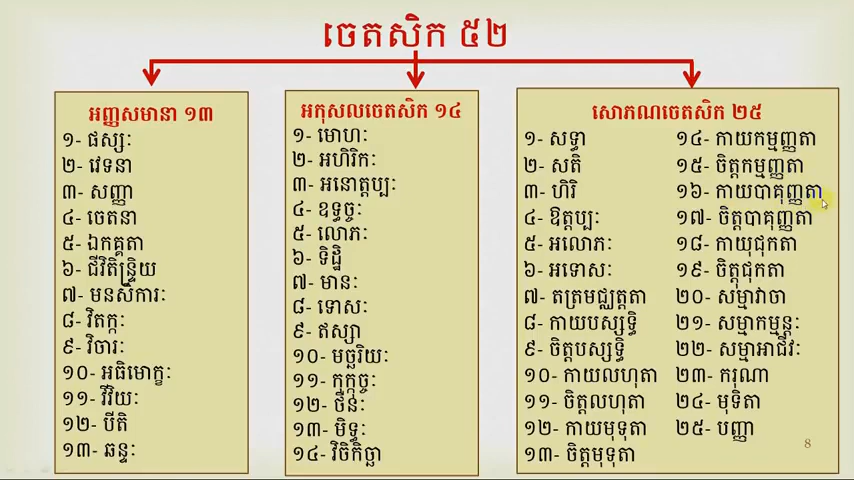 ចេតសិក ៥២
អញ្ញសមានា ១៣
១- ផស្សៈ
២- វេទនា
៣- សញ្ញា
៤- ចេតនា
៥- ឯកគ្គតា
៦- ជីវិតិន្ទ្រិយ
៧- មនសិការៈ
៨- វិតក្កៈ
៩- វិចារៈ
១០- អធិមោក្ខៈ
១១- វីរិយៈ
១២- បីតិ
១៣- ឆន្ទៈ
អកុសលចេតសិក ១៤
១- មោហៈ
២- អហិរិកៈ
៣- អនោត្តប្បៈ
៤- ឧទ្ធច្ចៈ
៥- លោភៈ
៦- ទិដ្ឋិ
៧- មានៈ
៨- ទោសៈ
៩- ឥស្សា
១០- មច្ឆរិយៈ
១១- កុក្កុច្ចៈ
១២- ថីនៈ
១៣- មិទ្ធៈ
១៤- វិចិកិច្ឆា
សោភណចេតសិក ២៥
១- សទ្ធា
២- សតិ
៣- ហិរិ
៤- ឱត្តប្បៈ
៥- អលោភៈ
៦- អទោសៈ
៧- តត្រមជ្ឈត្តតា
៨- កាយបស្សទ្ធិ
៩- ចិត្តបស្សទ្ធិ
១០- កាយលហុតា
១១- ចិត្តលហុតា
១២- កាយមុទុតា
១៣- ចិត្តមុទុតា
១៤- កាយកម្មញ្ញតា
១៥- ចិត្តកម្មញ្ញតា
១៦- កាយបាគុញ្ញតា
១៧- ចិត្តបាគុញ្ញតា
១៨- កាយុជុកតា
១៩- ចិត្តុជុកតា
២០- សម្មាវាចា
២១- សម្មាកម្មន្តៈ
២២- សម្មាអាជីវៈ
២៣- ករុណា
២៤- មុទិតា
២៥- បញ្ញា
8